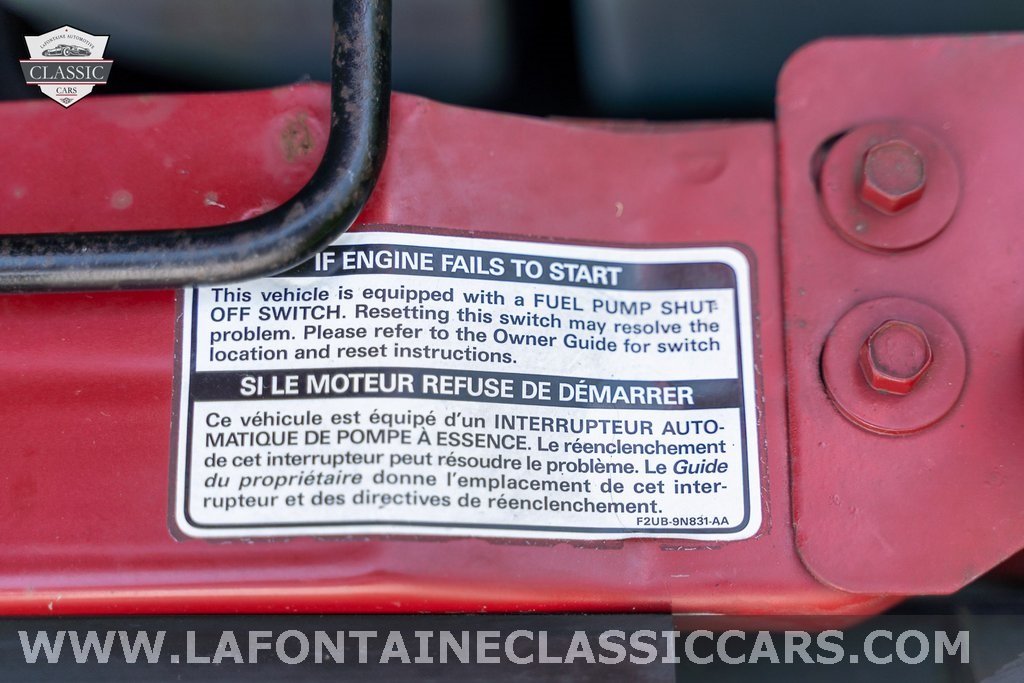 LAFONTAINE AUTOMOTIVE
CLASSIC
CARS
IF ENGINE FAILS TO START
This vehicle is equipped with a FUEL PUMP SHUT-
OFF SWITCH. Resetting this switch may resolve the
problem. Please refer to the Owner Guide for switch
location and reset instructions.
SI LE MOTEUR REFUSE DE DÉMARRER
Ce véhicule est équipé d'un INTERRUPTEUR AUTO-
MATIQUE DE POMPE À ESSENCE. Le réenclenchement
de cet interrupteur peut résoudre le problème. Le Guide
du propriétaire donne l'emplacement de cet inter-
rupteur et des directives de réenclenchement.
F2UB-9N831-AA
WWW.LAFONTAINECLASSICCARS.COM